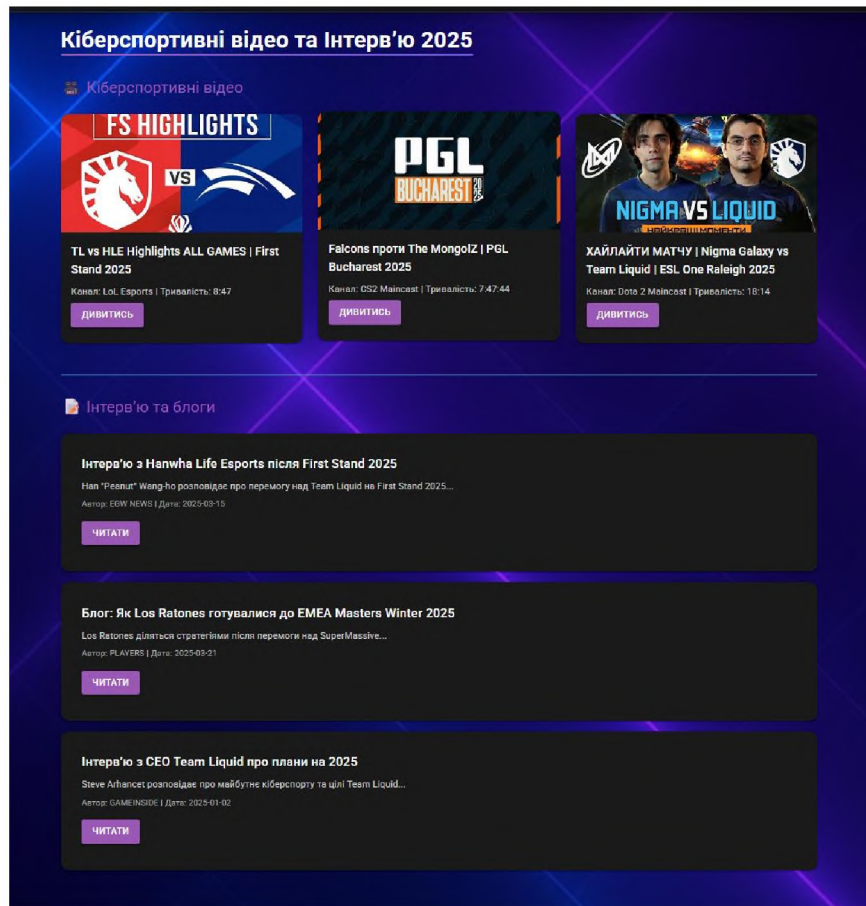 Кіберспортивні відео та Інтерв'ю 2025
Кіберспортивні відео
FS HIGHLIGHTS
VS
TL vs HLE Highlights ALL GAMES | First
Stand 2025
Канал: LoL Esports | Тривалість: 8:47
ДИВИТИСЬ
PGL
BUCHAREST
Falcons проти The MongolZ | PGL
Bucharest 2025
Канал: CS2 Maincast | Тривалість: 7:47:44
ДИВИТИСЬ
NIGMA VS LIQUID
НАЙКРАЩІ МОМЕНТИ
ХАЙЛАЙТИ МАТЧУ | Nigma Galaxy vs
Team Liquid | ESL One Raleigh 2025
Канал: Dota 2 Maincast | Тривалість: 18:14
ДИВИТИСЬ
Інтерв'ю та блоги
Інтерв'ю з Hanwha Life Esports після First Stand 2025
Han "Peanut" Wang-ho розповідає про перемогу над Team Liquid на First Stand 2025...
Автор: EGW NEWS | Дата: 2025-03-15
ЧИТАТИ
Блог: Як Los Ratones готувалися до EMEA Masters Winter 2025
Los Ratones діляться стратегіями після перемоги над SuperMassive...
Автор: PLAYERS | Дата: 2025-03-21
ЧИТАТИ
Інтерв'ю з CEO Team Liquid про плани на 2025
Steve Arhancet розповідає про майбутнє кіберспорту та цілі Team Liquid...
Автор: GAMEINSIDE | Дата: 2025-01-02
ЧИТАТИ